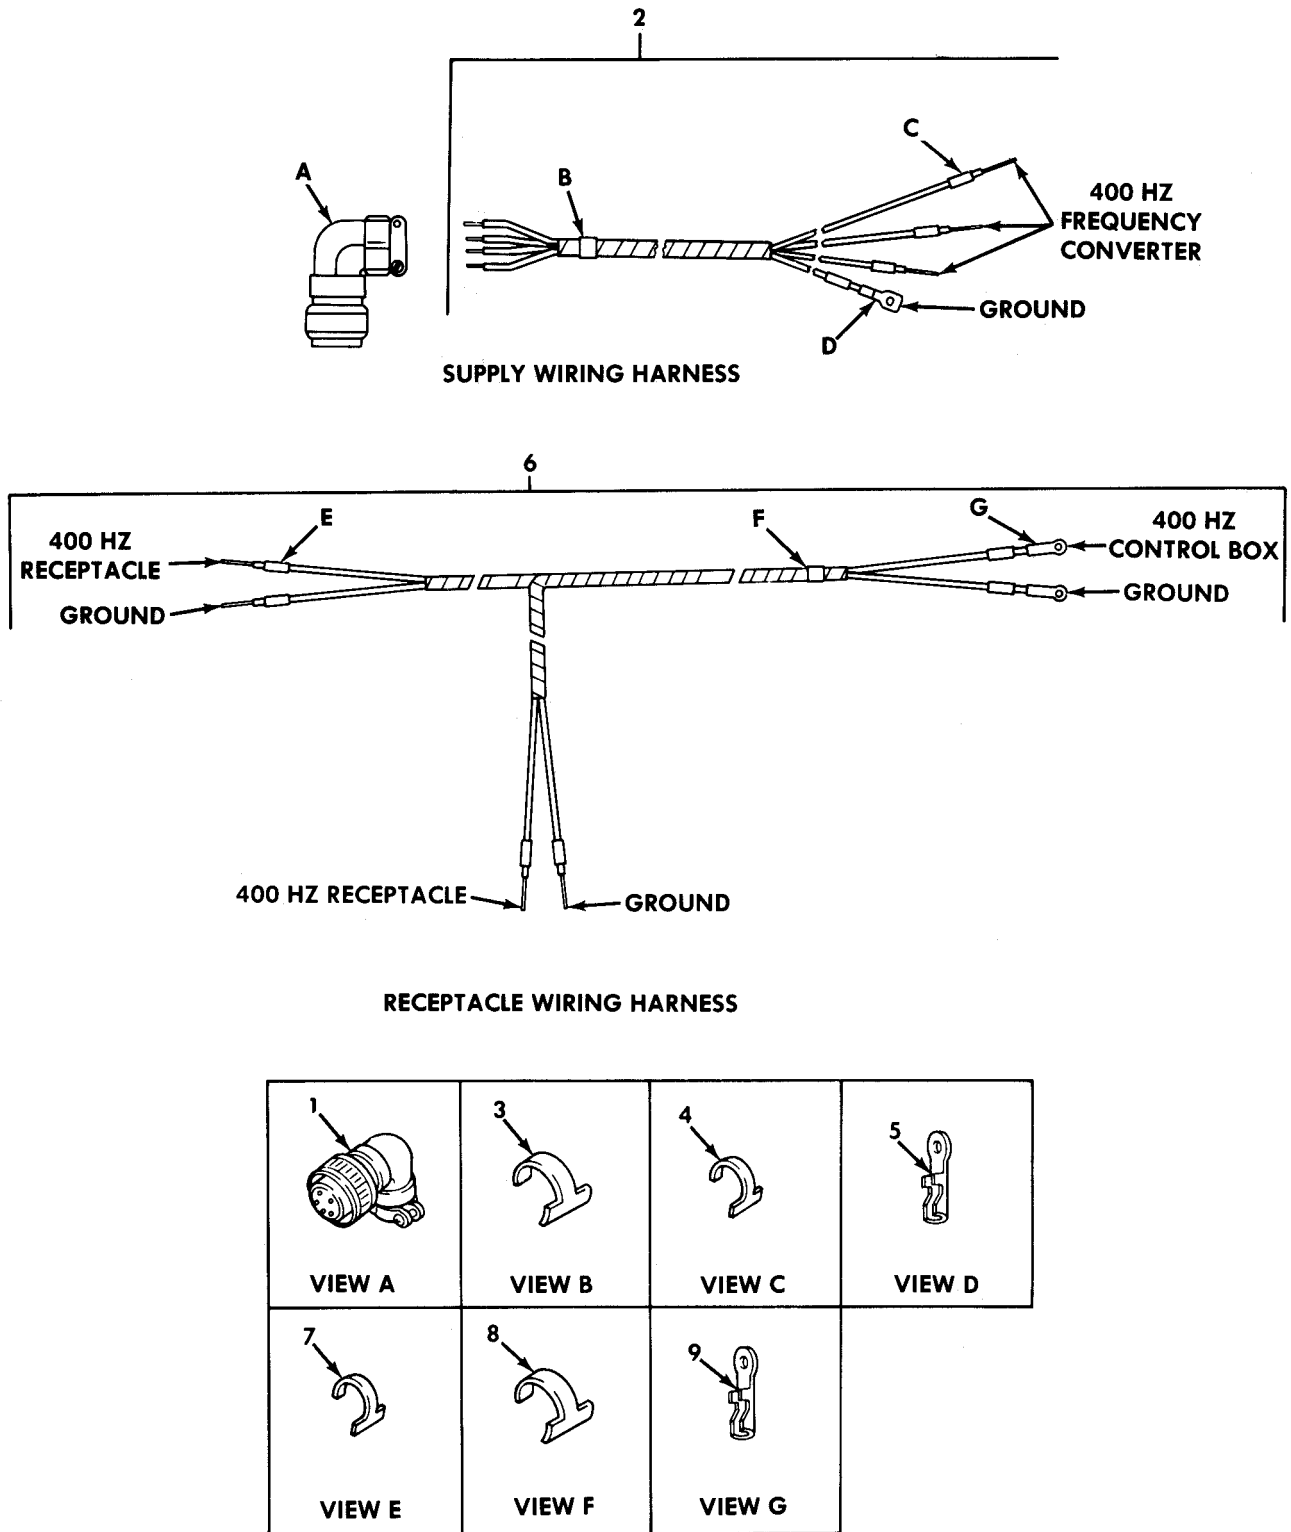 2
A
B
C
400 HZ
FREQUENCY
CONVERTER
GROUND
D
SUPPLY WIRING HARNESS
6
400 HZ
RECEPTACLE
E
F
G
400 HZ
CONTROL BOX
GROUND
GROUND
400 HZ RECEPTACLE
GROUND
RECEPTACLE WIRING HARNESS
1
VIEW A
3
VIEW B
4
VIEW C
5
VIEW D
7
VIEW E
8
VIEW F
9
VIEW G